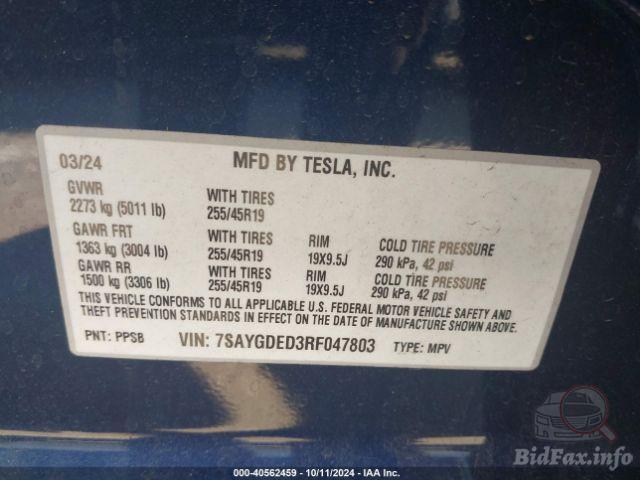 03/24 MFD BY TESLA, INC.
GVWR WITH TIRES
2273 kg (5011 lb) 255/45R19
GAWR FRT WITH TIRES RIM COLD TIRE PRESSURE
1363 kg (3004 lb) 255/45R19 19X9.5J 290 kPa, 42 psi
GAWR RR WITH TIRES RIM COLD TIRE PRESSURE
1500 kg (3306 lb) 255/45R19 19X9.5J 290 kPa, 42 psi
THIS VEHICLE CONFORMS TO ALL APPLICABLE U.S. FEDERAL MOTOR VEHICLE SAFETY AND
THEFT PREVENTION STANDARDS IN EFFECT ON THE DATE OF MANUFACTURE SHOWN ABOVE.
PNT: PPSB VIN: 7SAYGDED3RF047803 TYPE: MPV
BidFax.info
000-40562459 - 10/11/2024 - IAA Inc.